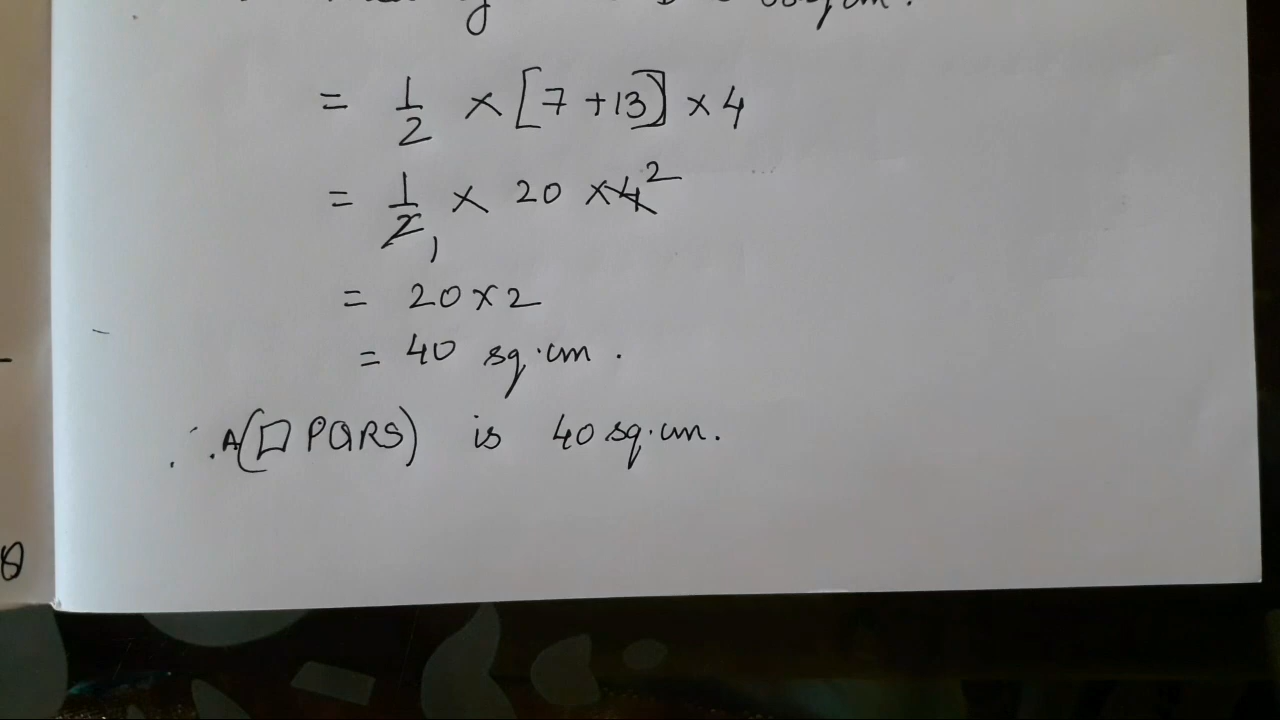 = 1/2 × [7 + 13] × 4
= 1/2 1 × 20 × 4 2
= 20 × 2
= 40 sq.cm.
∴ A(□ PQRS) is 40 sq.cm.